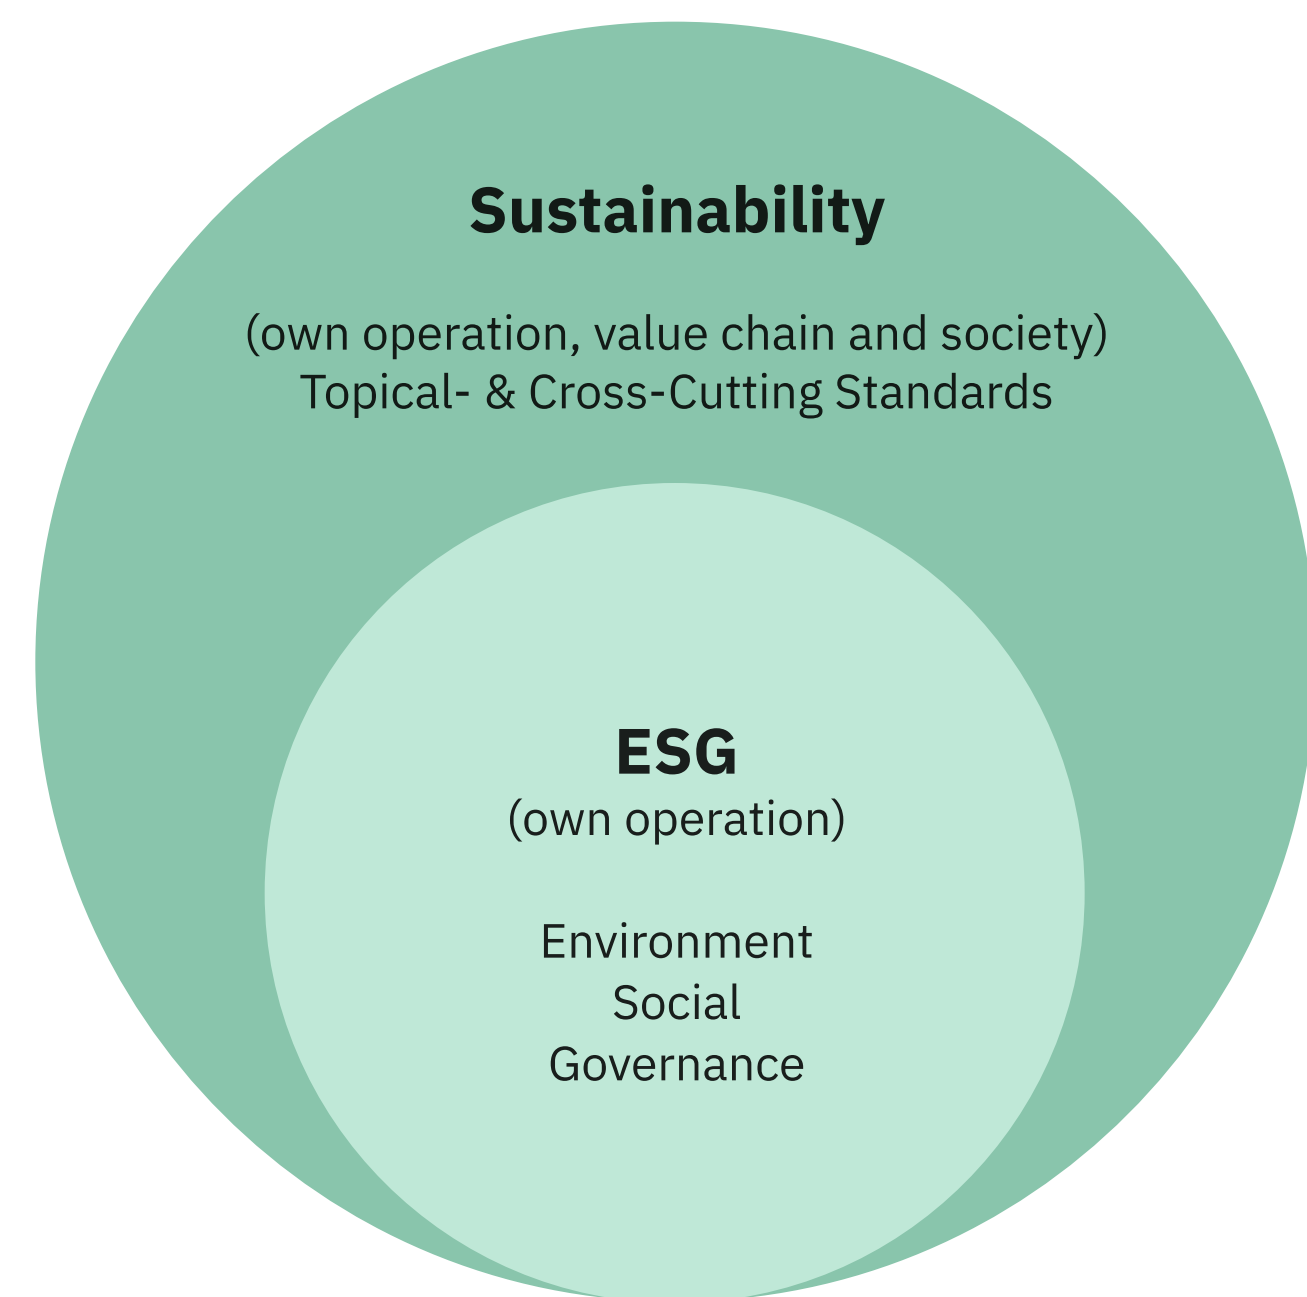 Sustainability
(own operation, value chain and society)
Topical- & Cross-Cutting Standards
ESG
(own operation)
Environment
Social
Governance